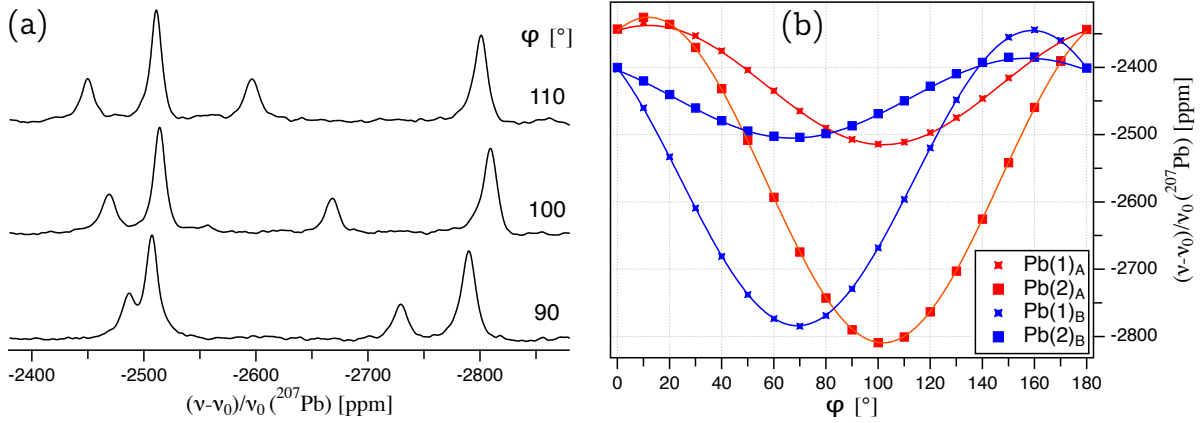 (a)
φ [°]
110
100
90
-2400 -2500 -2600 -2700 -2800
(ν-ν₀)/ν₀ (²⁰⁷Pb) [ppm]
(b)
-2400
-2500
-2600
-2700
-2800
(ν-ν₀)/ν₀ (²⁰⁷Pb) [ppm]
Pb(1)A
Pb(2)A
Pb(1)B
Pb(2)B
0 20 40 60 80 100 120 140 160 180
φ [°]